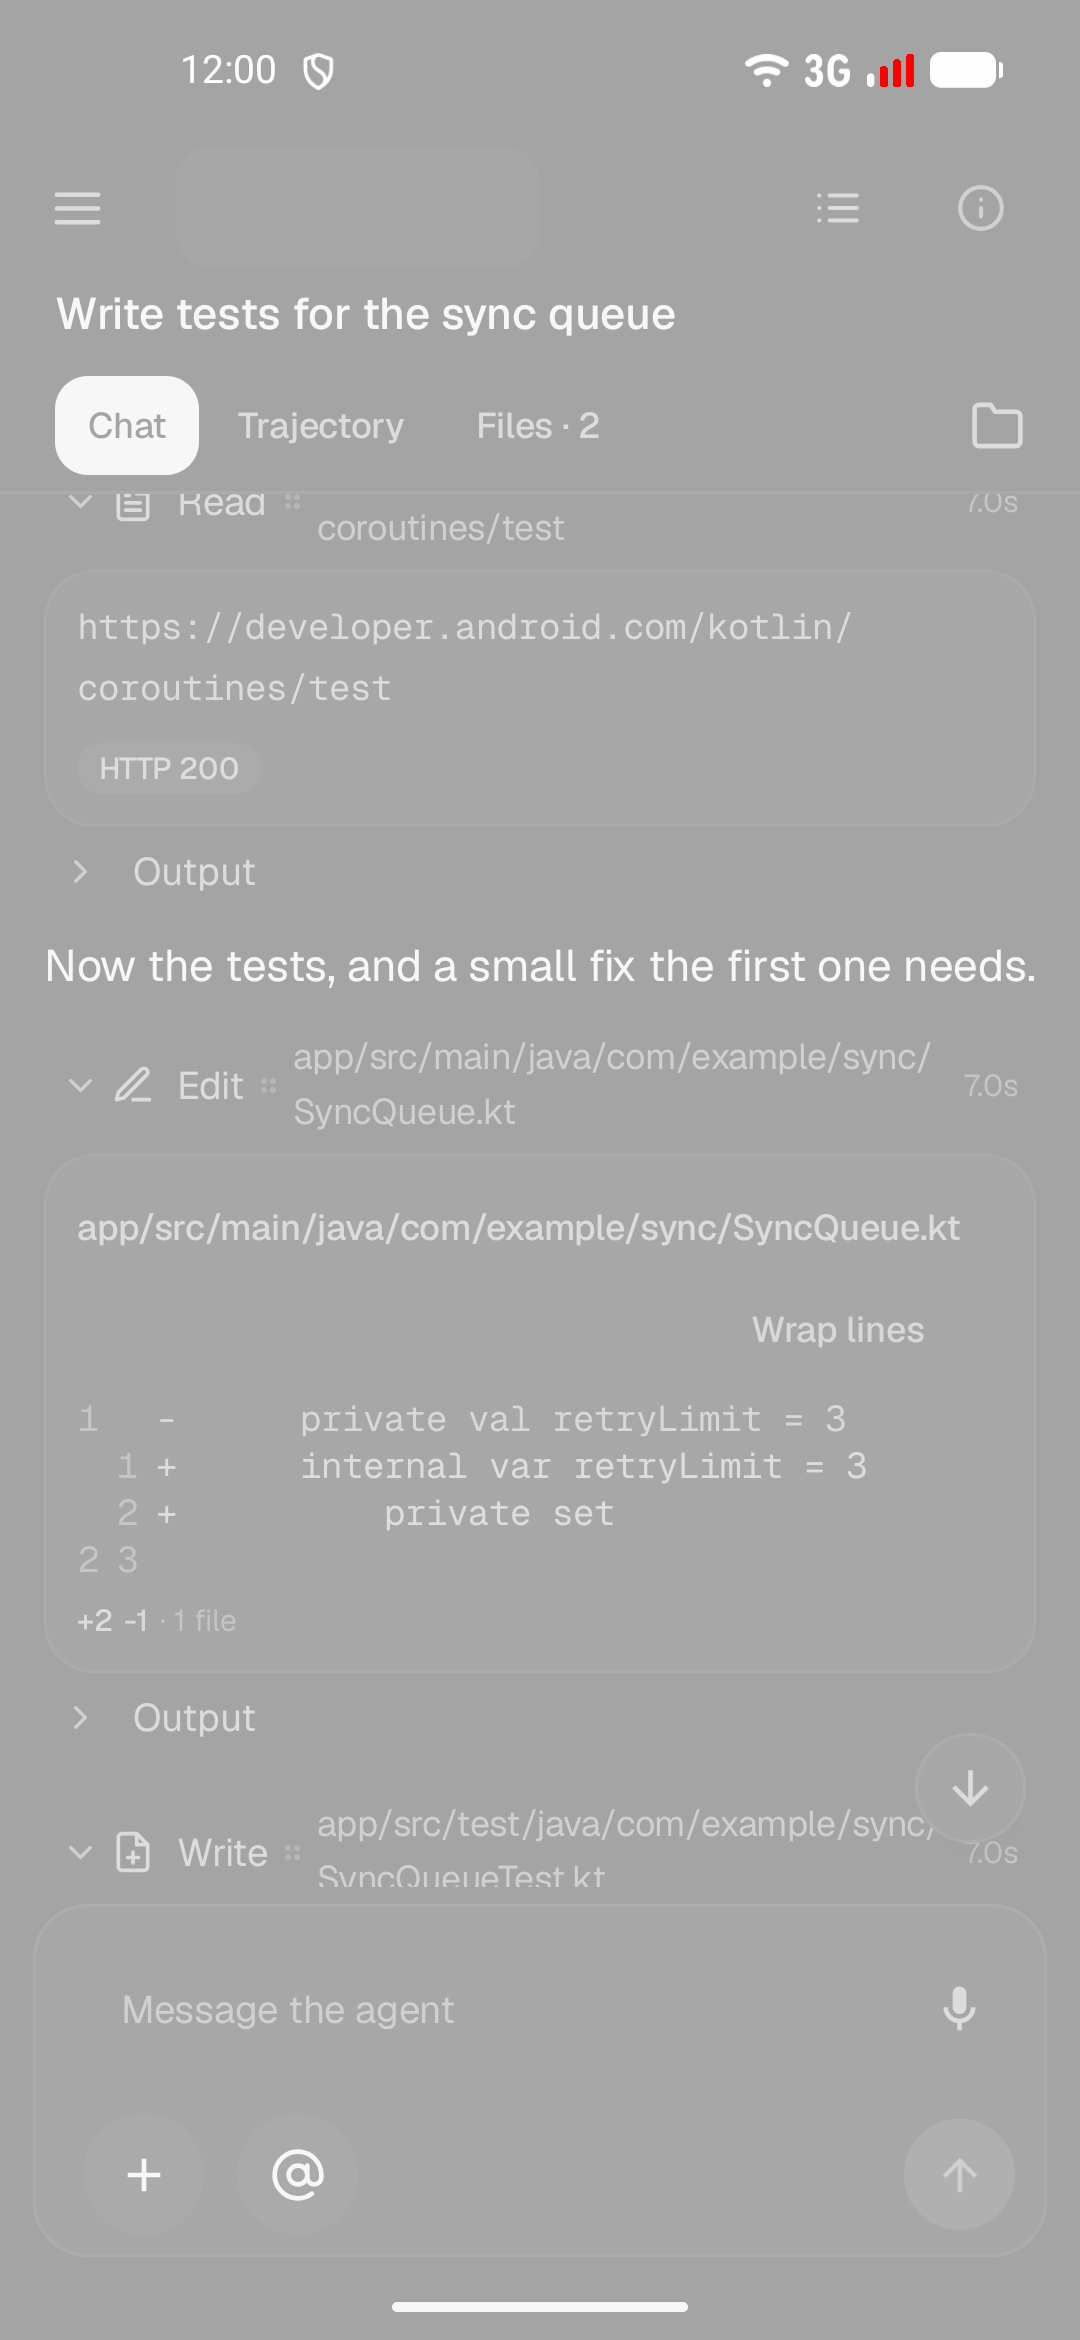 12:00
3G
Write tests for the sync queue
Chat
Trajectory
Files · 2
Read
coroutines/test
7.0s
https://developer.android.com/kotlin/
coroutines/test
HTTP 200
Output
Now the tests, and a small fix the first one needs.
Edit
app/src/main/java/com/example/sync/
SyncQueue.kt
7.0s
app/src/main/java/com/example/sync/SyncQueue.kt
Wrap lines
1 - private val retryLimit = 3
1 + internal var retryLimit = 3
2 + private set
2 3
+2 -1 · 1 file
Output
Write
app/src/test/java/com/example/sync/
SyncQueueTest.kt
7.0s
Message the agent